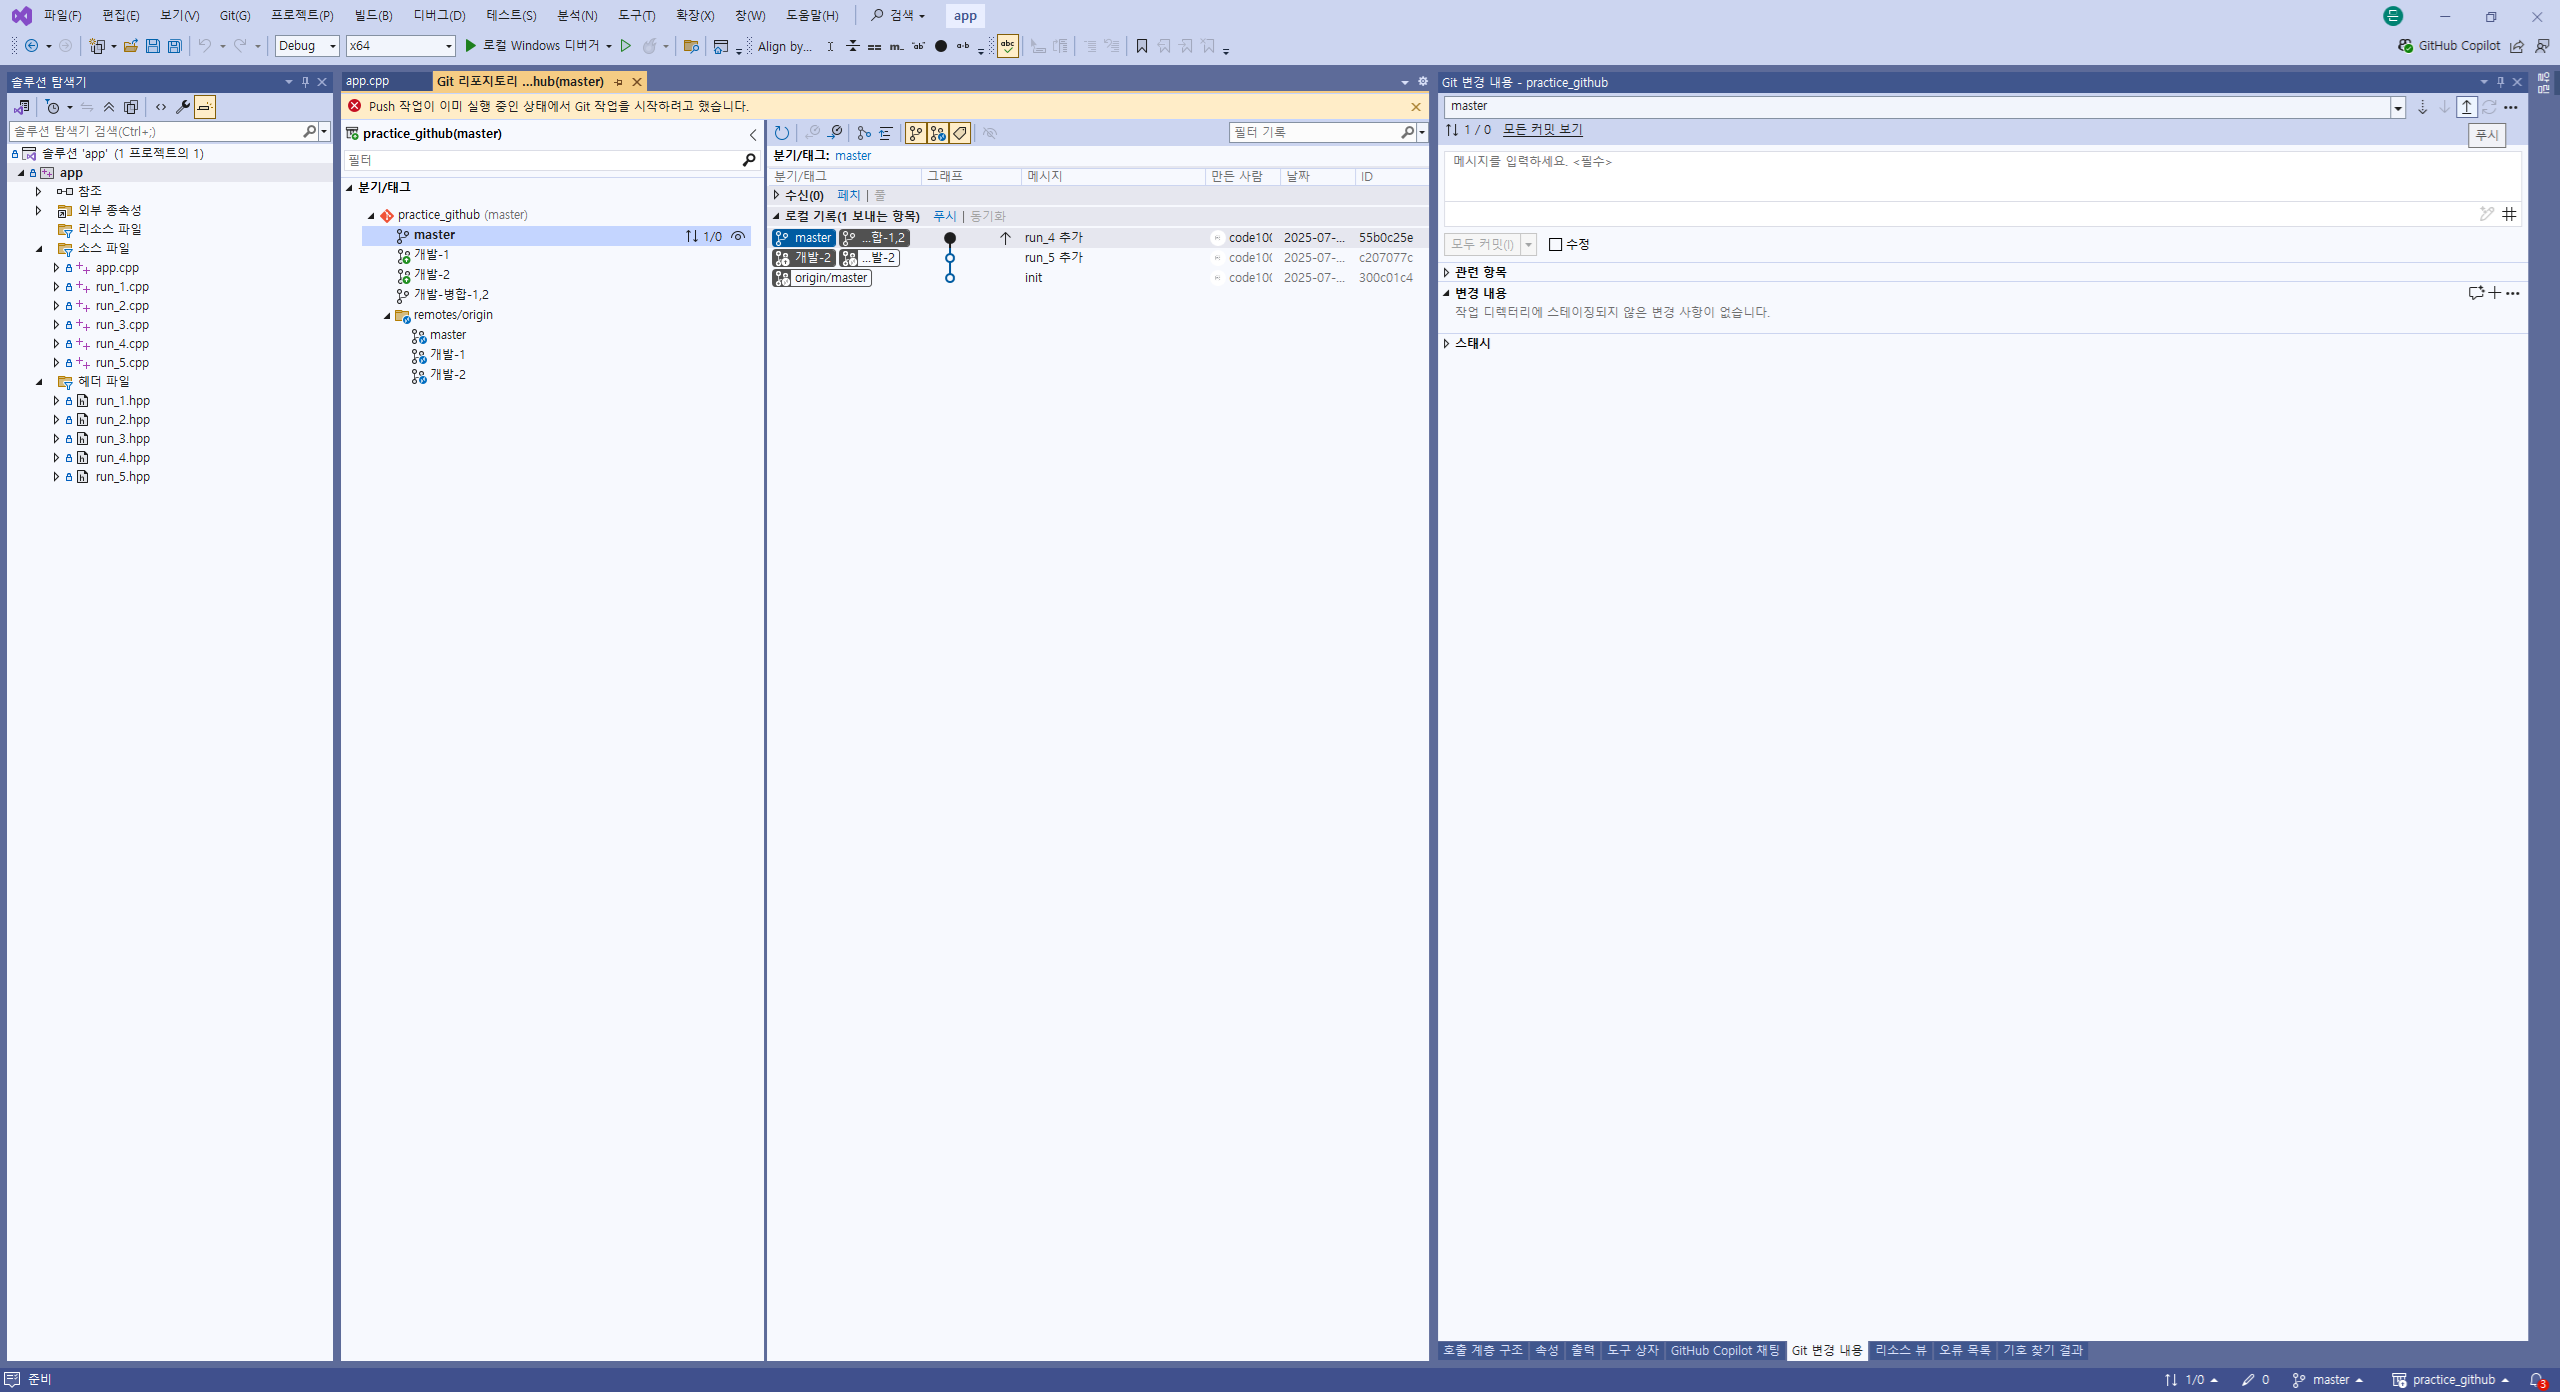 파일(F) 편집(E) 보기(V) Git(G) 프로젝트(P) 빌드(B) 디버그(D) 테스트(S) 분석(N) 도구(T) 확장(X) 창(W) 도움말(H) 검색 app 든
Debug x64 로컬 Windows 디버거 Align by... GitHub Copilot
솔루션 탐색기
솔루션 탐색기 검색(Ctrl+;)
솔루션 'app' (1 프로젝트의 1)
app
참조
외부 종속성
리소스 파일
소스 파일
app.cpp
run_1.cpp
run_2.cpp
run_3.cpp
run_4.cpp
run_5.cpp
헤더 파일
run_1.hpp
run_2.hpp
run_3.hpp
run_4.hpp
run_5.hpp
app.cpp Git 리포지토리 ...hub(master)
Push 작업이 이미 실행 중인 상태에서 Git 작업을 시작하려고 했습니다.
practice_github(master)
필터
분기/태그
practice_github (master)
master 1/0
개발-1
개발-2
개발-병합-1,2
remotes/origin
master
개발-1
개발-2
필터 기록
분기/태그: master
분기/태그 그래프 메시지 만든 사람 날짜 ID
수신(0) 페치 | 풀
로컬 기록(1 보내는 항목) 푸시 | 동기화
master ...합-1,2 run_4 추가 code10 2025-07-... 55b0c25e
개발-2 ...발-2 run_5 추가 code10 2025-07-... c207077c
origin/master init code10 2025-07-... 300c01c4
Git 변경 내용 - practice_github
master
1 / 0 모든 커밋 보기
푸시
메시지를 입력하세요. <필수>
모두 커밋(I) 수정
관련 항목
변경 내용
작업 디렉터리에 스테이징되지 않은 변경 사항이 없습니다.
스태시
알림
호출 계층 구조 속성 출력 도구 상자 GitHub Copilot 채팅 Git 변경 내용 리소스 뷰 오류 목록 기호 찾기 결과
준비 1/0 0 master practice_github 3